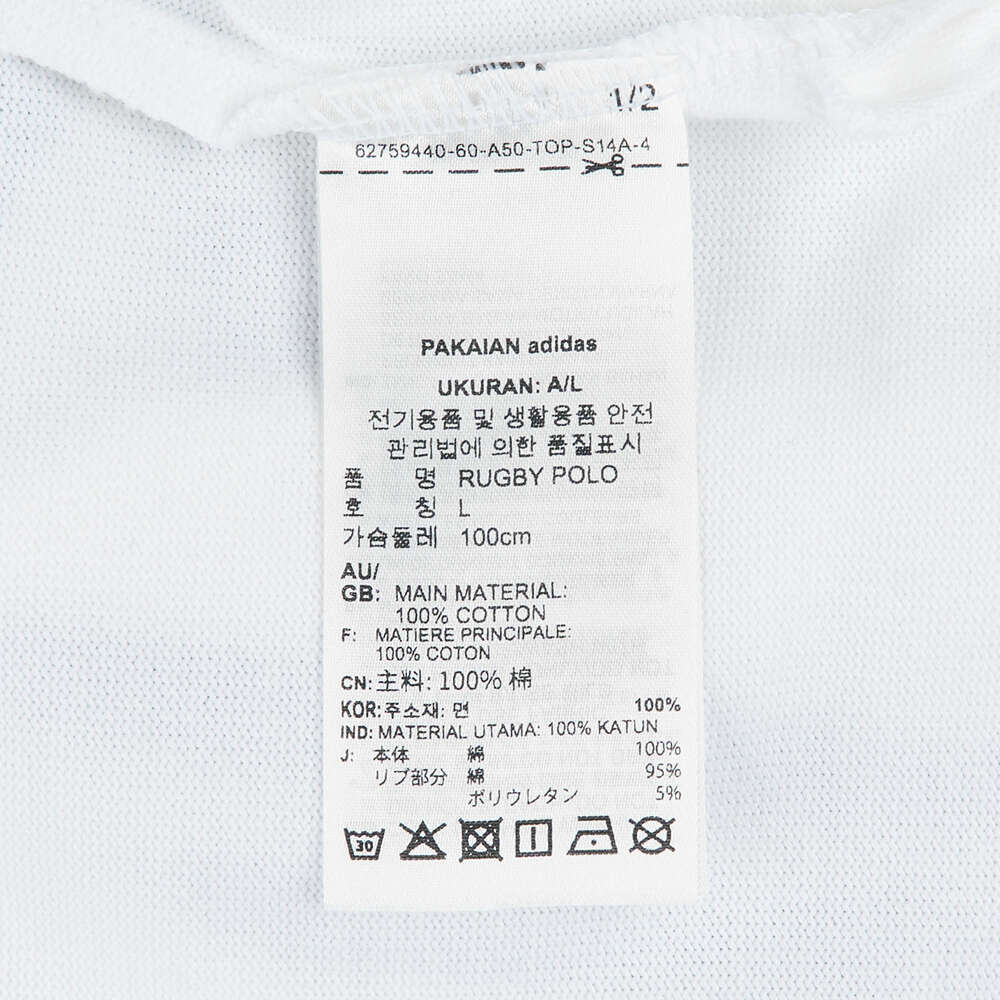 1/2
62759440-60-A50-TOP-S14A-4
PAKAIAN adidas
UKURAN: A/L
전기용품 및 생활용품 안전
관리법에 의한 품질표시
품 명 RUGBY POLO
호 칭 L
가슴둘레 100cm
AU/
GB: MAIN MATERIAL:
100% COTTON
F: MATIERE PRINCIPALE:
100% COTON
CN: 主料: 100% 棉
KOR: 주소재: 면 100%
IND: MATERIAL UTAMA: 100% KATUN
J: 本体 綿 100%
リブ部分 綿 95%
ポリウレタン 5%
30